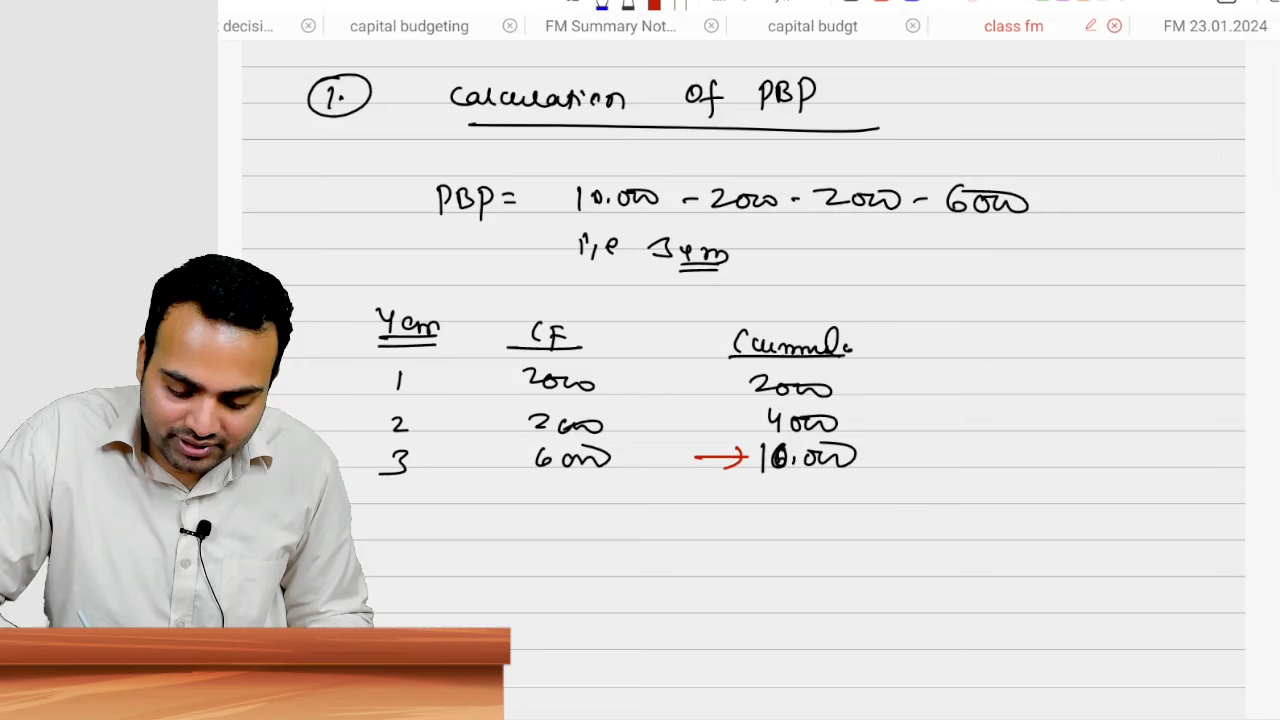 t decisi... capital budgeting FM Summary Not... capital budgt class fm FM 23.01.2024
1. Calculation of PBP
PBP = 10.000 - 2000 - 2000 - 6000
i,e 3 yrs
Year CF Cummula
1 2000 2000
2 2000 4000
3 6000 → 10.000